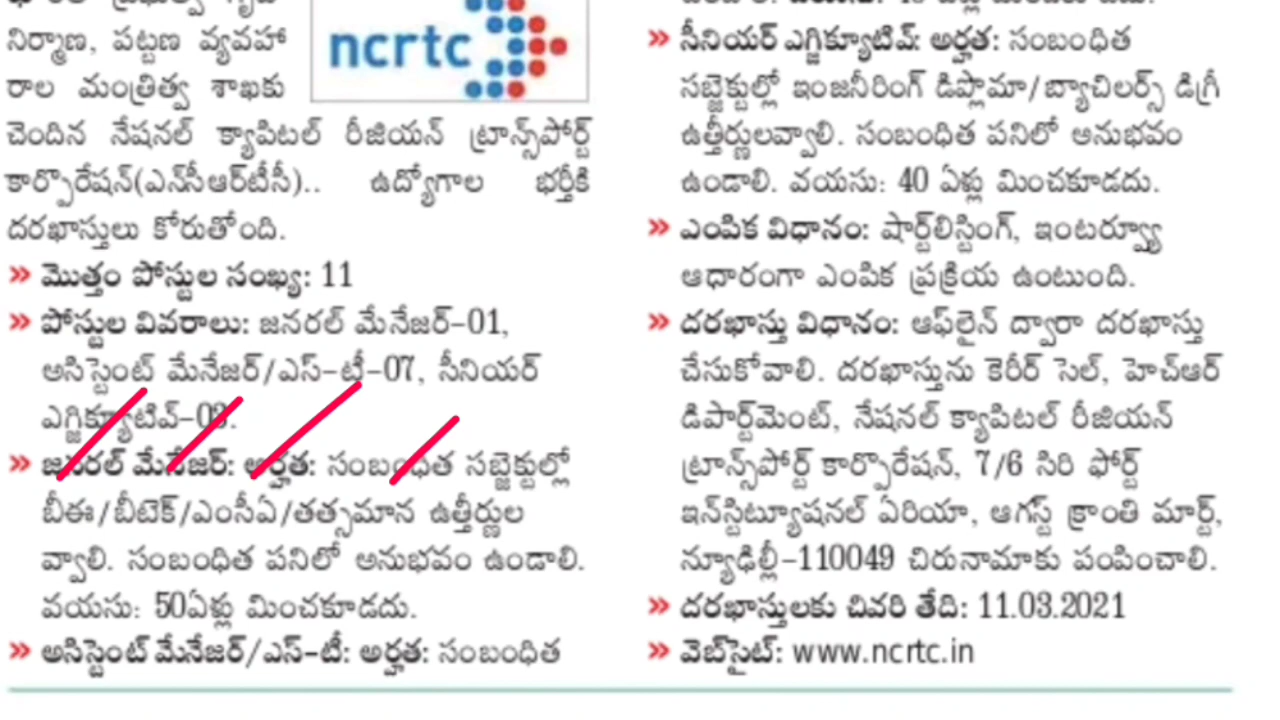 నిర్మాణ, పట్టణ వ్యవహా
రాల మంత్రిత్వ శాఖకు
ncrtc
చెందిన నేషనల్ క్యాపిటల్ రీజియన్ ట్రాన్స్‌పోర్ట్
కార్పొరేషన్(ఎన్‌సీఆర్‌టీసీ).. ఉద్యోగాల భర్తీకి
దరఖాస్తులు కోరుతోంది.
» మొత్తం పోస్టుల సంఖ్య: 11
» పోస్టుల వివరాలు: జనరల్ మేనేజర్–01,
అసిస్టెంట్ మేనేజర్/ఎస్–టీ–07, సీనియర్
ఎగ్జిక్యూటివ్–03.
» జనరల్ మేనేజర్: అర్హత: సంబంధిత సబ్జెక్టుల్లో
బీఈ/బీటెక్/ఎంసీఏ/తత్సమాన ఉత్తీర్ణుల
వ్వాలి. సంబంధిత పనిలో అనుభవం ఉండాలి.
వయసు: 50ఏళ్లు మించకూడదు.
» అసిస్టెంట్ మేనేజర్/ఎస్–టీ: అర్హత: సంబంధిత
» సీనియర్ ఎగ్జిక్యూటివ్: అర్హత: సంబంధిత
సబ్జెక్టుల్లో ఇంజనీరింగ్ డిప్లొమా/బ్యాచిలర్స్ డిగ్రీ
ఉత్తీర్ణులవ్వాలి. సంబంధిత పనిలో అనుభవం
ఉండాలి. వయసు: 40 ఏళ్లు మించకూడదు.
» ఎంపిక విధానం: షార్ట్‌లిస్టింగ్, ఇంటర్వ్యూ
ఆధారంగా ఎంపిక ప్రక్రియ ఉంటుంది.
» దరఖాస్తు విధానం: ఆఫ్‌లైన్ ద్వారా దరఖాస్తు
చేసుకోవాలి. దరఖాస్తును కెరీర్ సెల్, హెచ్‌ఆర్
డిపార్ట్‌మెంట్, నేషనల్ క్యాపిటల్ రీజియన్
ట్రాన్స్‌పోర్ట్ కార్పొరేషన్, 7/6 సిరి ఫోర్ట్
ఇన్‌స్టిట్యూషనల్ ఏరియా, ఆగస్ట్ క్రాంతి మార్ట్,
న్యూఢిల్లీ–110049 చిరునామాకు పంపించాలి.
» దరఖాస్తులకు చివరి తేది: 11.03.2021
» వెబ్‌సైట్: www.ncrtc.in